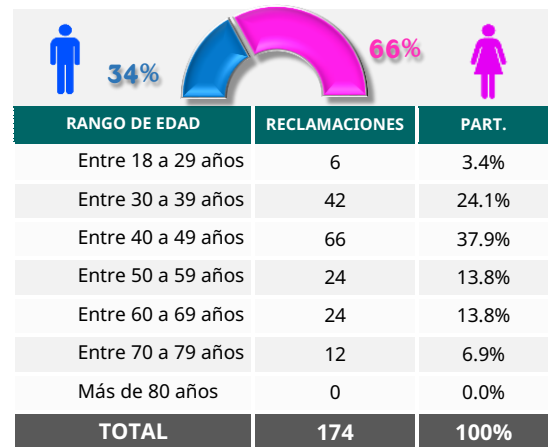 34% 66%
RANGO DE EDAD RECLAMACIONES PART.
Entre 18 a 29 años 6 3.4%
Entre 30 a 39 años 42 24.1%
Entre 40 a 49 años 66 37.9%
Entre 50 a 59 años 24 13.8%
Entre 60 a 69 años 24 13.8%
Entre 70 a 79 años 12 6.9%
Más de 80 años 0 0.0%
TOTAL 174 100%